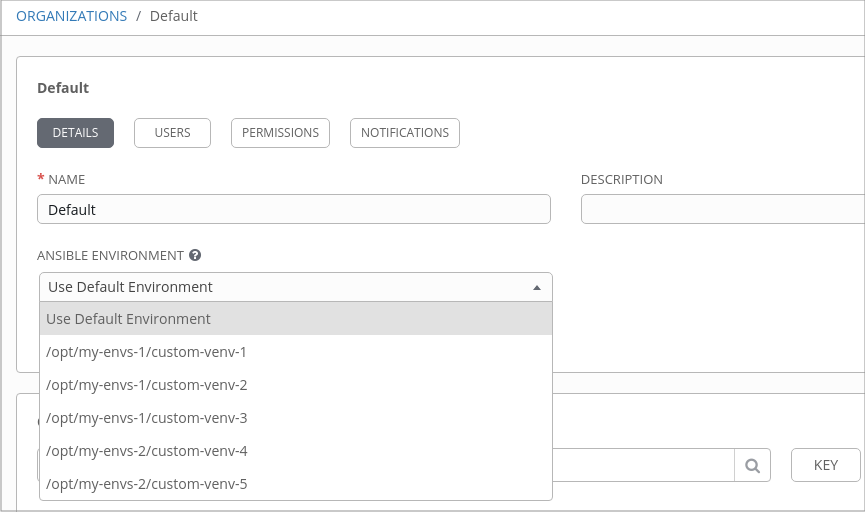 ORGANIZATIONS / Default
Default
DETAILS USERS PERMISSIONS NOTIFICATIONS
* NAME DESCRIPTION
Default
ANSIBLE ENVIRONMENT ?
Use Default Environment
Use Default Environment
/opt/my-envs-1/custom-venv-1
/opt/my-envs-1/custom-venv-2
/opt/my-envs-1/custom-venv-3
/opt/my-envs-2/custom-venv-4
KEY
/opt/my-envs-2/custom-venv-5